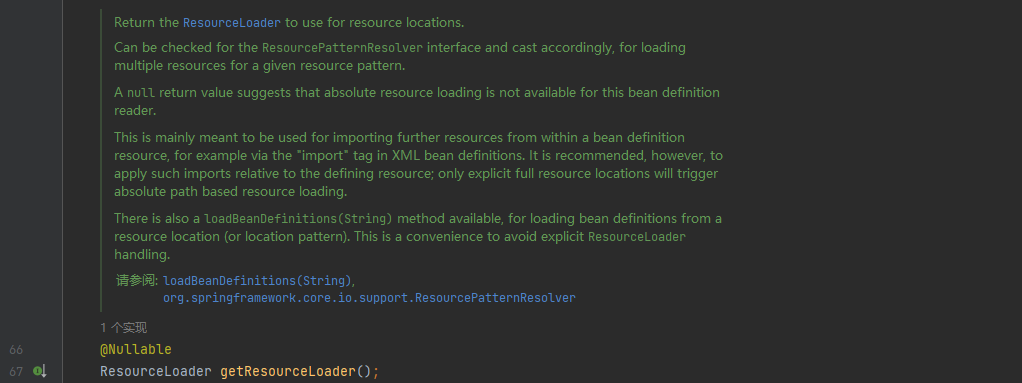 Return the ResourceLoader to use for resource locations.
Can be checked for the ResourcePatternResolver interface and cast accordingly, for loading
multiple resources for a given resource pattern.
A null return value suggests that absolute resource loading is not available for this bean definition
reader.
This is mainly meant to be used for importing further resources from within a bean definition
resource, for example via the "import" tag in XML bean definitions. It is recommended, however, to
apply such imports relative to the defining resource; only explicit full resource locations will trigger
absolute path based resource loading.
There is also a loadBeanDefinitions(String) method available, for loading bean definitions from a
resource location (or location pattern). This is a convenience to avoid explicit ResourceLoader
handling.
请参阅: loadBeanDefinitions(String),
org.springframework.core.io.support.ResourcePatternResolver
1 个实现
66 @Nullable
67 ResourceLoader getResourceLoader();